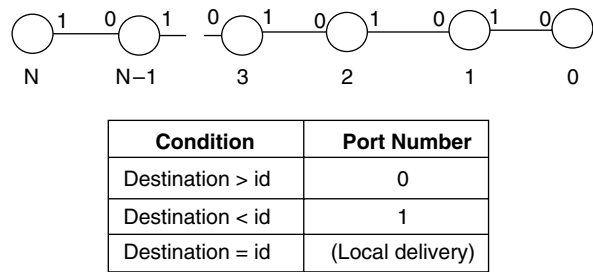 1 0 1 0 1 0 1 0 1 0
N N−1 3 2 1 0
Condition Port Number
Destination > id 0
Destination < id 1
Destination = id (Local delivery)